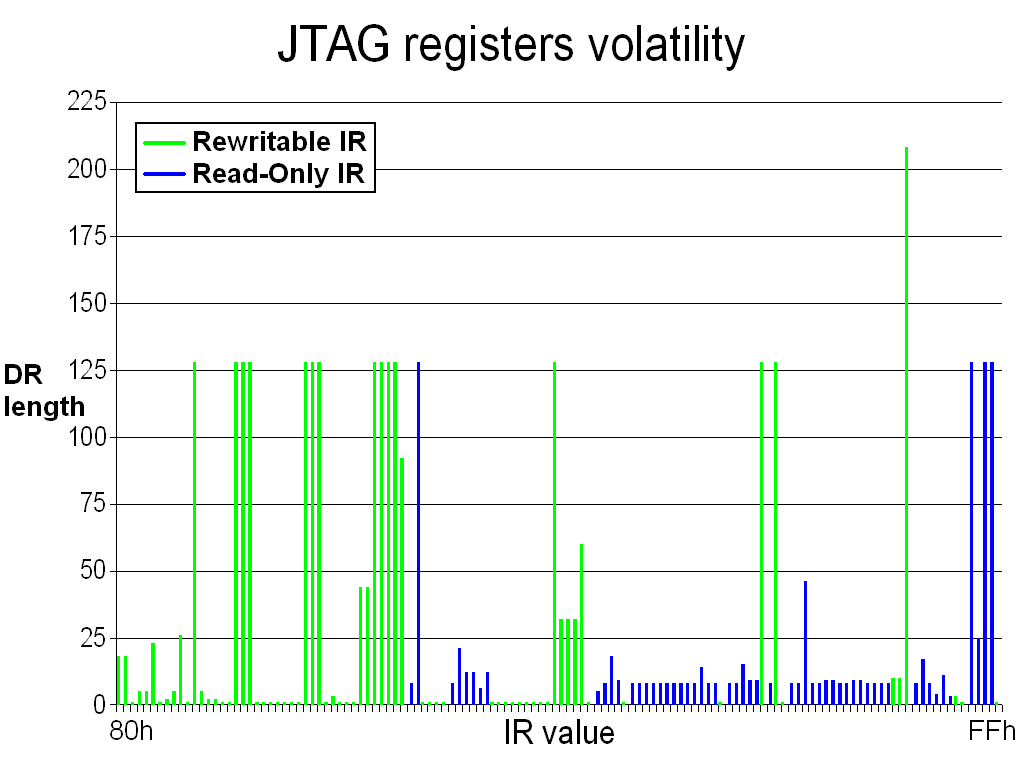 JTAG registers volatility
225
Rewritable IR
Read-Only IR
200
175
150
125
DR
length
100
75
50
25
0
80h
IR value
FFh